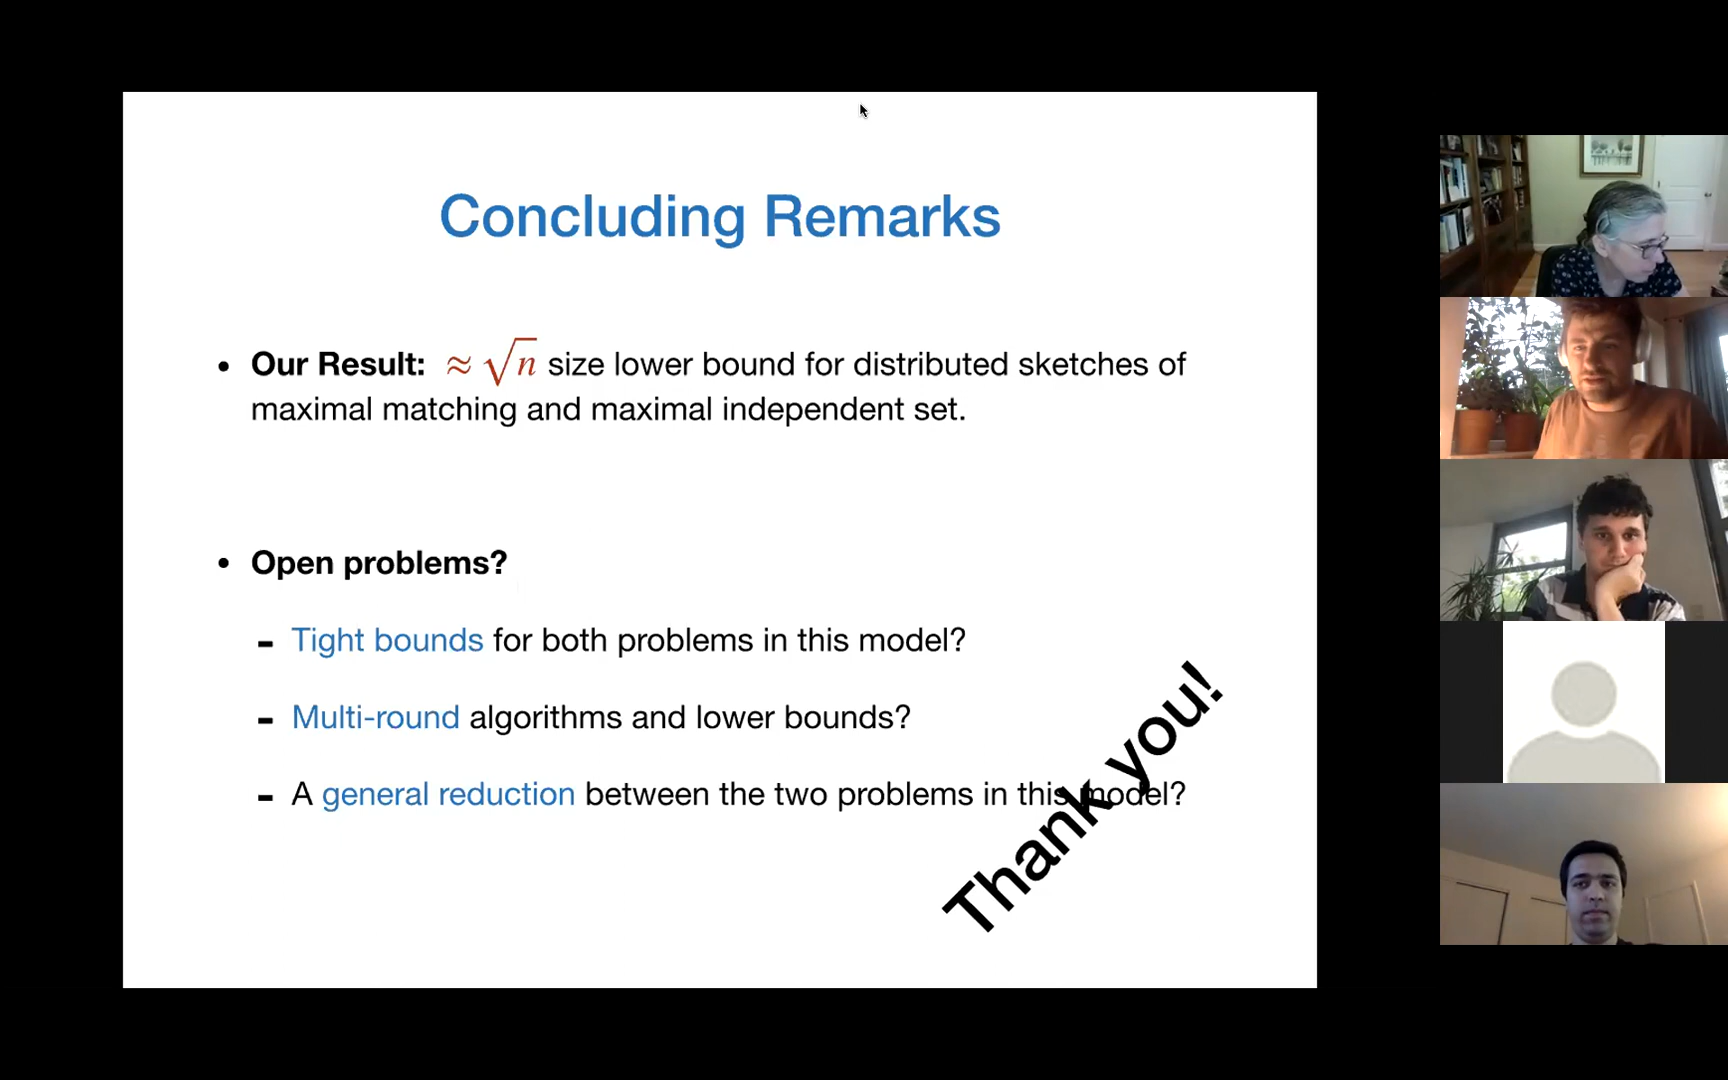 Concluding Remarks
• Our Result: ≈ √n size lower bound for distributed sketches of
maximal matching and maximal independent set.
• Open problems?
- Tight bounds for both problems in this model?
- Multi-round algorithms and lower bounds?
- A general reduction between the two problems in this model?
Thank you!